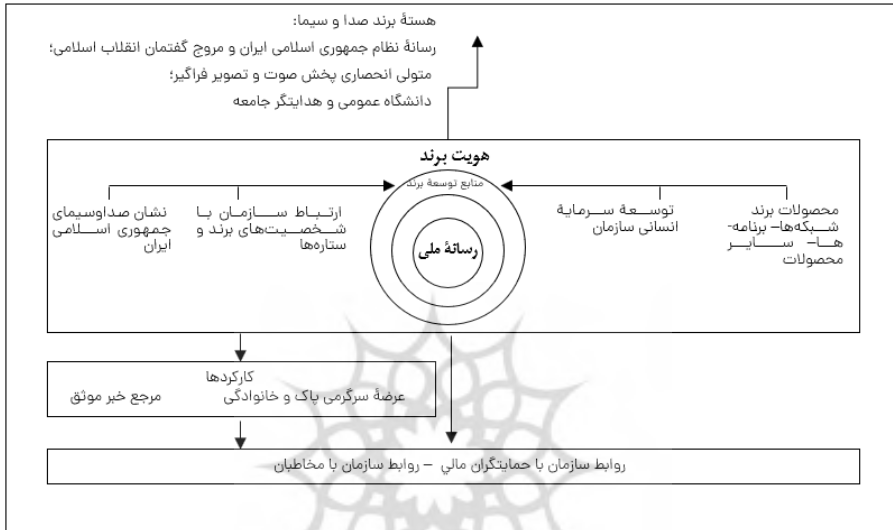 هستهٔ برند صدا و سیما:
رسانهٔ نظام جمهوری اسلامی ایران و مروج گفتمان انقلاب اسلامی؛
متولی انحصاری پخش صوت و تصویر فراگیر؛
دانشگاه عمومی و هدایتگر جامعه
هویت برند
منابع توسعهٔ برند
رسانهٔ ملی
محصولات برند
شبکه‌ها– برنامه-
ها– سایر
محصولات
توسعهٔ سرمایهٔ
انسانی سازمان
ارتباط سازمان با
شخصیت‌های برند و
ستاره‌ها
نشان صداوسیمای
جمهوری اسلامی
ایران
کارکردها
عرضهٔ سرگرمی پاک و خانوادگی مرجع خبر موثق
روابط سازمان با حمایتگران مالي – روابط سازمان با مخاطبان